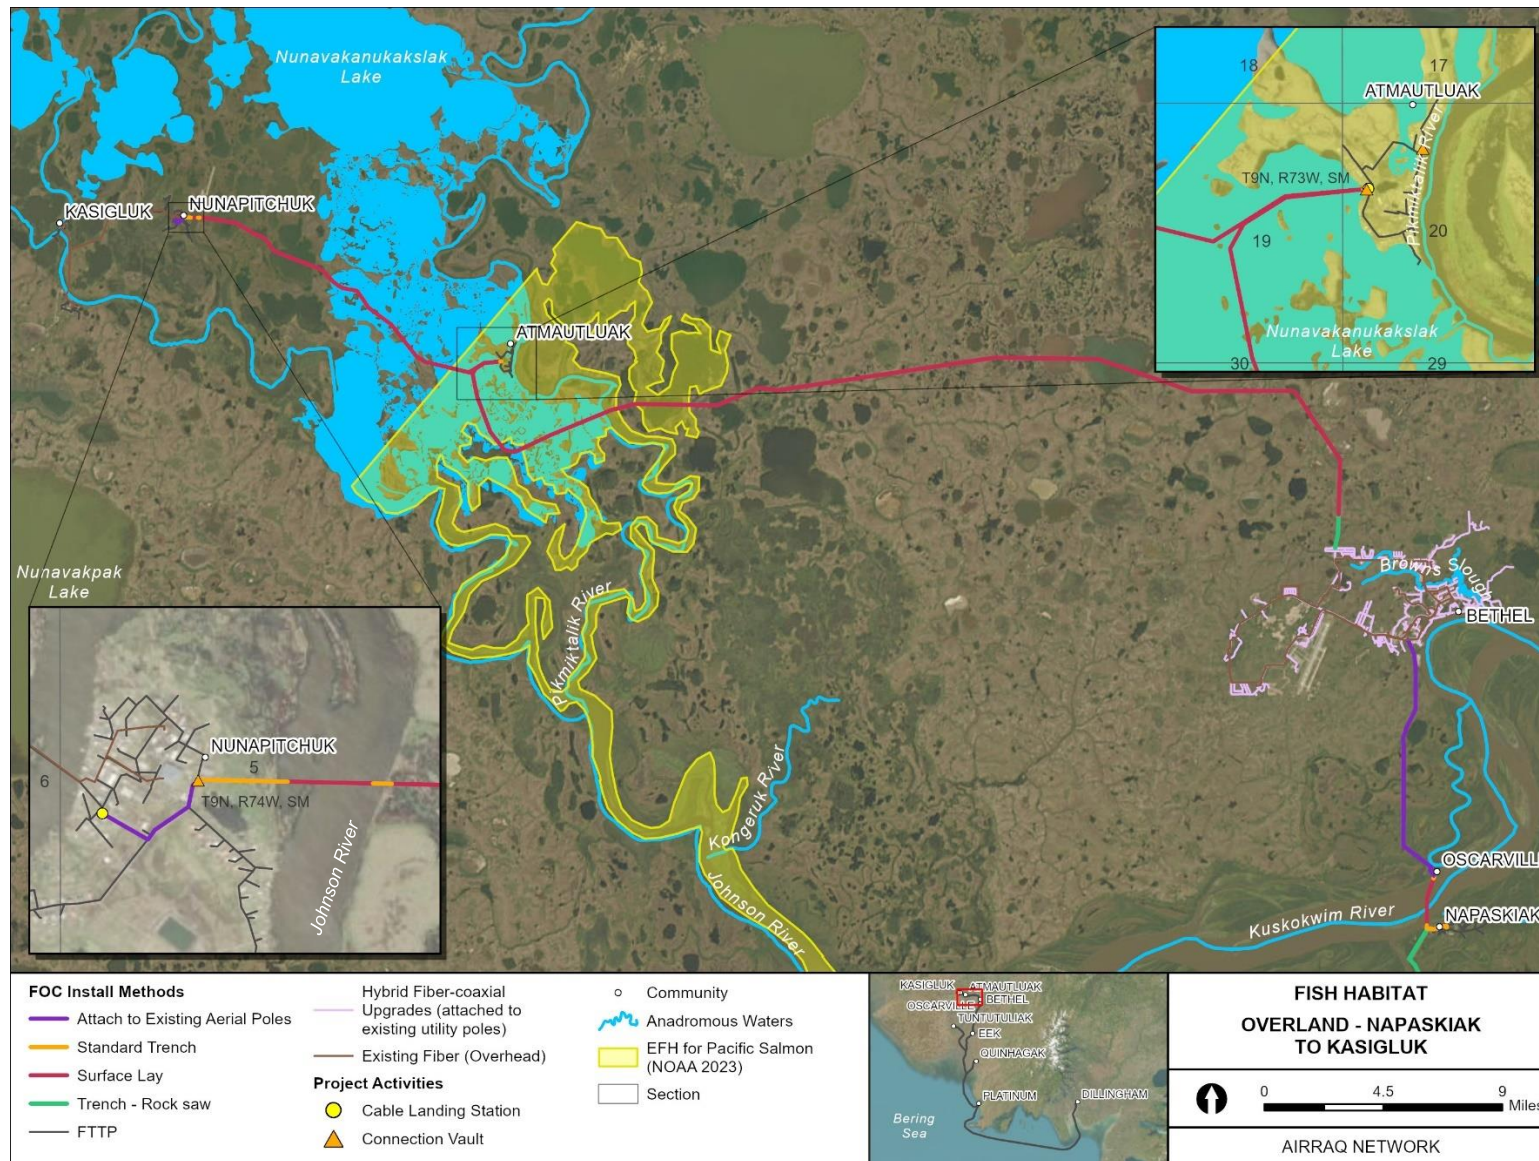 Nunavakanukakslak
Lake
KASIGLUK
NUNAPITCHUK
ATMAUTLUAK
18
17
ATMAUTLUAK
Pikmiktalik River
T9N, R73W, SM
19
20
Nunavakanukakslak
Lake
30
29
Nunavakpak
Lake
Pikmiktalik River
Browns Slough
BETHEL
NUNAPITCHUK
6
5
T9N, R74W, SM
Johnson River
Kongeruk River
Johnson River
OSCARVILL
Kuskokwim River
NAPASKIAK
FOC Install Methods
Attach to Existing Aerial Poles
Standard Trench
Surface Lay
Trench - Rock saw
FTTP
Hybrid Fiber-coaxial
Upgrades (attached to
existing utility poles)
Existing Fiber (Overhead)
Project Activities
Cable Landing Station
Connection Vault
Community
Anadromous Waters
EFH for Pacific Salmon
(NOAA 2023)
Section
KASIGLUK
ATMAUTLUAK
BETHEL
OSCARVILLE
TUNTUTULIAK
EEK
QUINHAGAK
PLATINUM
DILLINGHAM
Bering
Sea
FISH HABITAT
OVERLAND - NAPASKIAK
TO KASIGLUK
0 4.5 9
Miles
AIRRAQ NETWORK